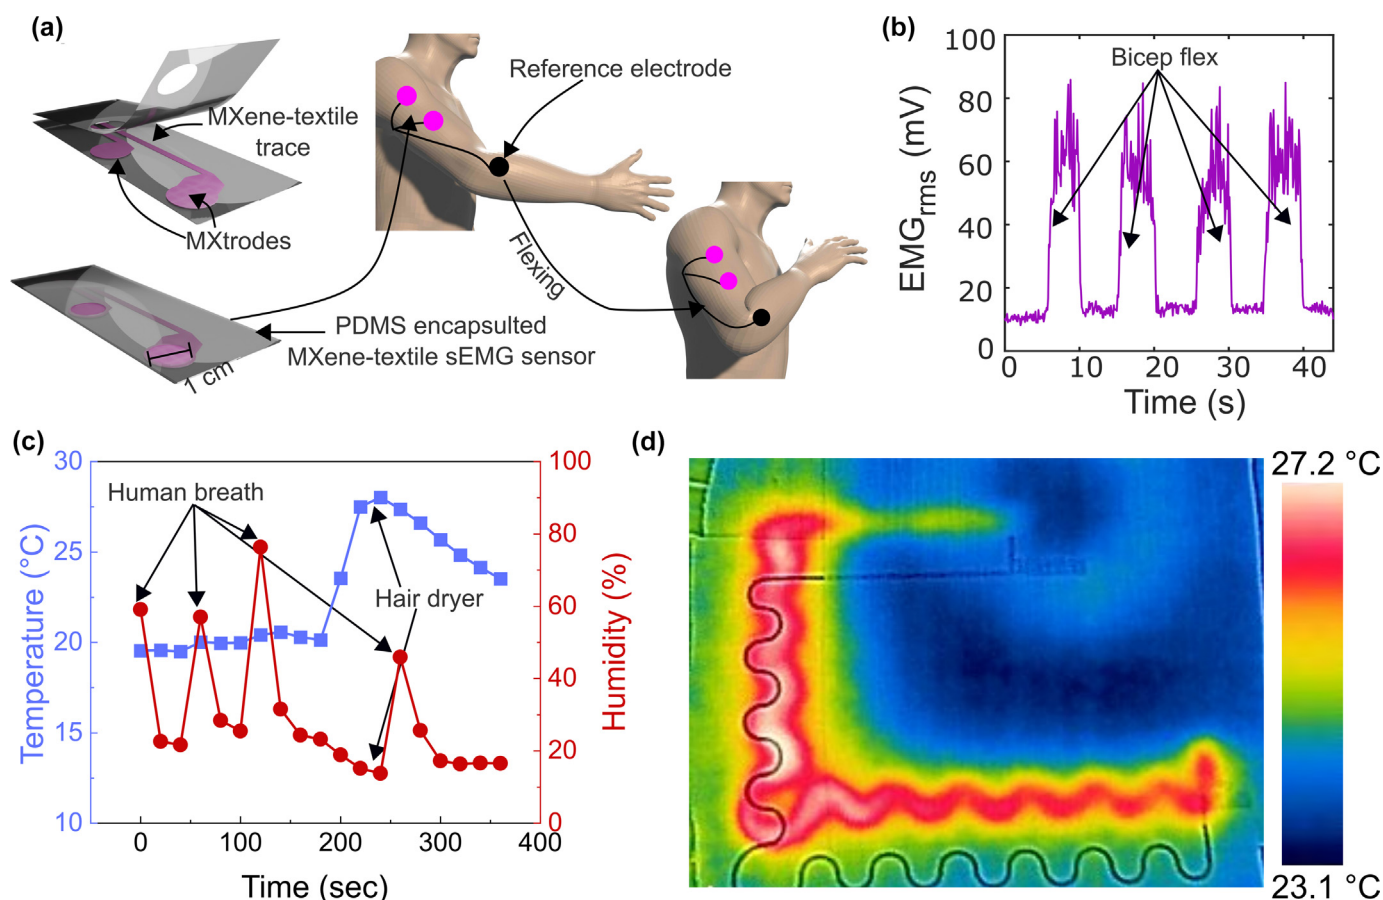 (a)
MXene-textile
trace
MXtrodes
PDMS encapsulted
MXene-textile sEMG sensor
1 cm
Reference electrode
Flexing
(b)
Bicep flex
EMGrms (mV)
100
80
60
40
20
0
0 10 20 30 40
Time (s)
(c)
Human breath
Hair dryer
Temperature (°C)
30
25
20
15
10
Humidity (%)
100
80
60
40
20
0
0 100 200 300 400
Time (sec)
(d)
27.2 °C
23.1 °C